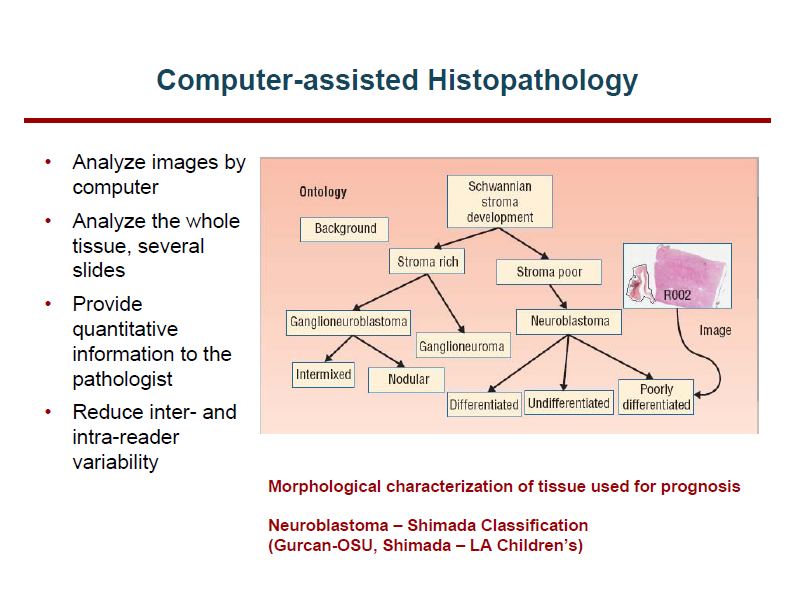 Computer-assisted Histopathology
• Analyze images by
computer
• Analyze the whole
tissue, several
slides
• Provide
quantitative
information to the
pathologist
• Reduce inter- and
intra-reader
variability
Ontology
Schwannian
stroma
development
Background
Stroma rich
Stroma poor
R002
Image
Ganglioneuroblastoma
Ganglioneuroma
Neuroblastoma
Intermixed
Nodular
Differentiated
Undifferentiated
Poorly
differentiated
Morphological characterization of tissue used for prognosis
Neuroblastoma – Shimada Classification
(Gurcan-OSU, Shimada – LA Children’s)